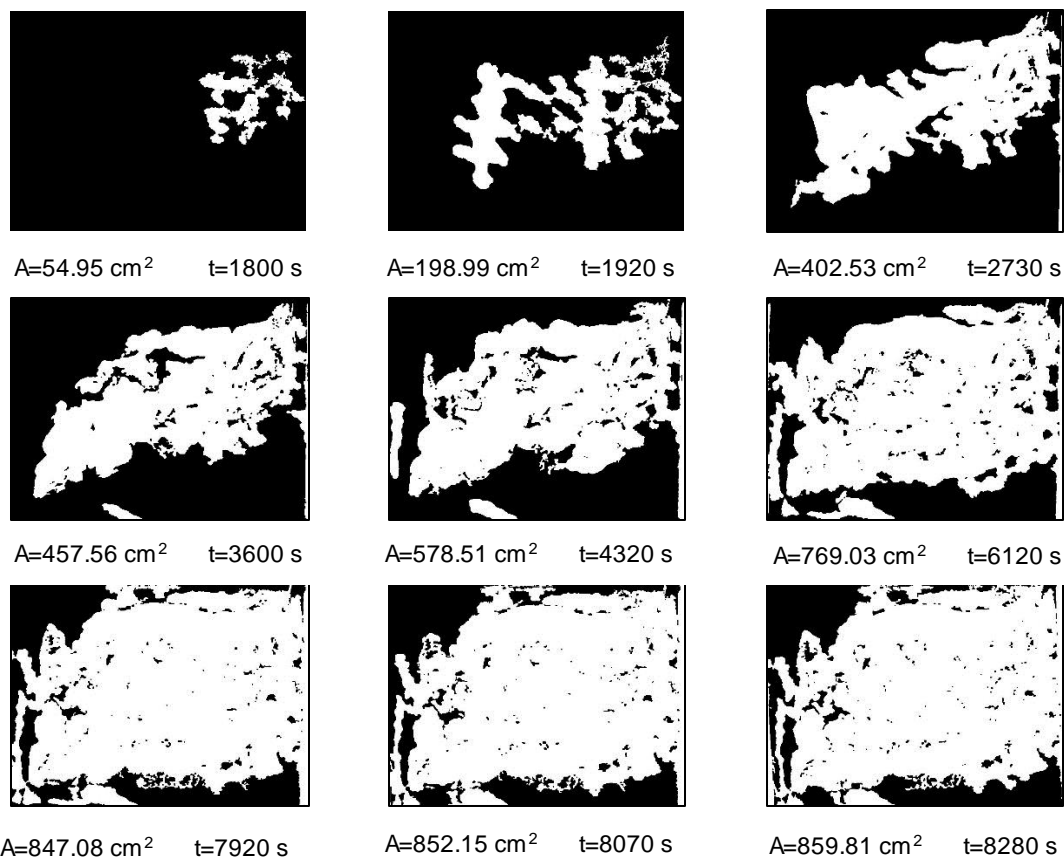 A=54.95 cm² t=1800 s
A=198.99 cm² t=1920 s
A=402.53 cm² t=2730 s
A=457.56 cm² t=3600 s
A=578.51 cm² t=4320 s
A=769.03 cm² t=6120 s
A=847.08 cm² t=7920 s
A=852.15 cm² t=8070 s
A=859.81 cm² t=8280 s